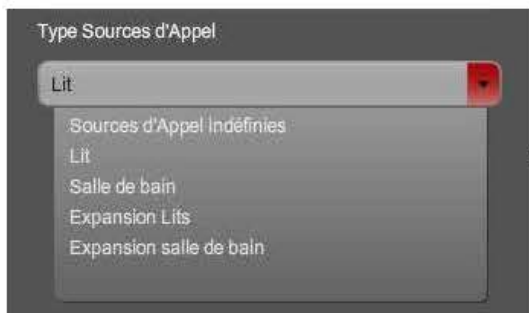 Type Sources d'Appel
Lit
Sources d'Appel Indéfinies
Lit
Salle de bain
Expansion Lits
Expansion salle de bain